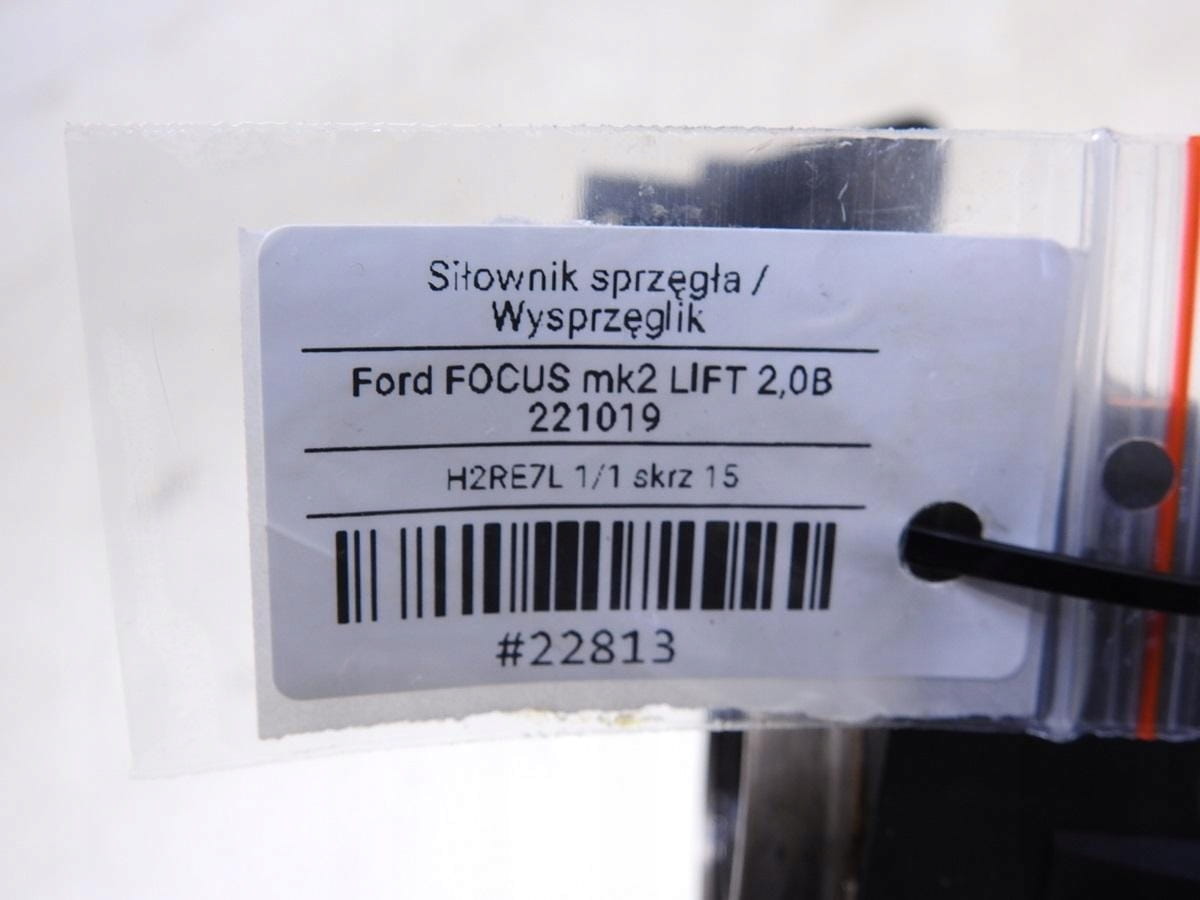 Siłownik sprzęgła /
Wysprzęglik
Ford FOCUS mk2 LIFT 2,0B
221019
H2RE7L 1/1 skrz 15
#22813